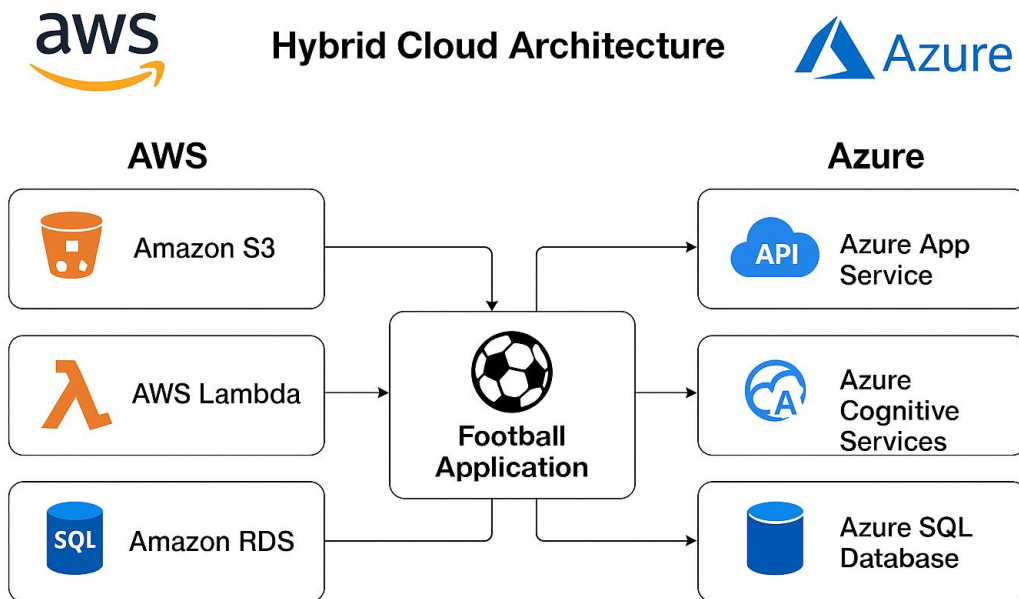 aws
Hybrid Cloud Architecture
Azure
AWS
Azure
Amazon S3
AWS Lambda
SQL
Amazon RDS
Football
Application
API
Azure App
Service
A
Azure
Cognitive
Services
Azure SQL
Database